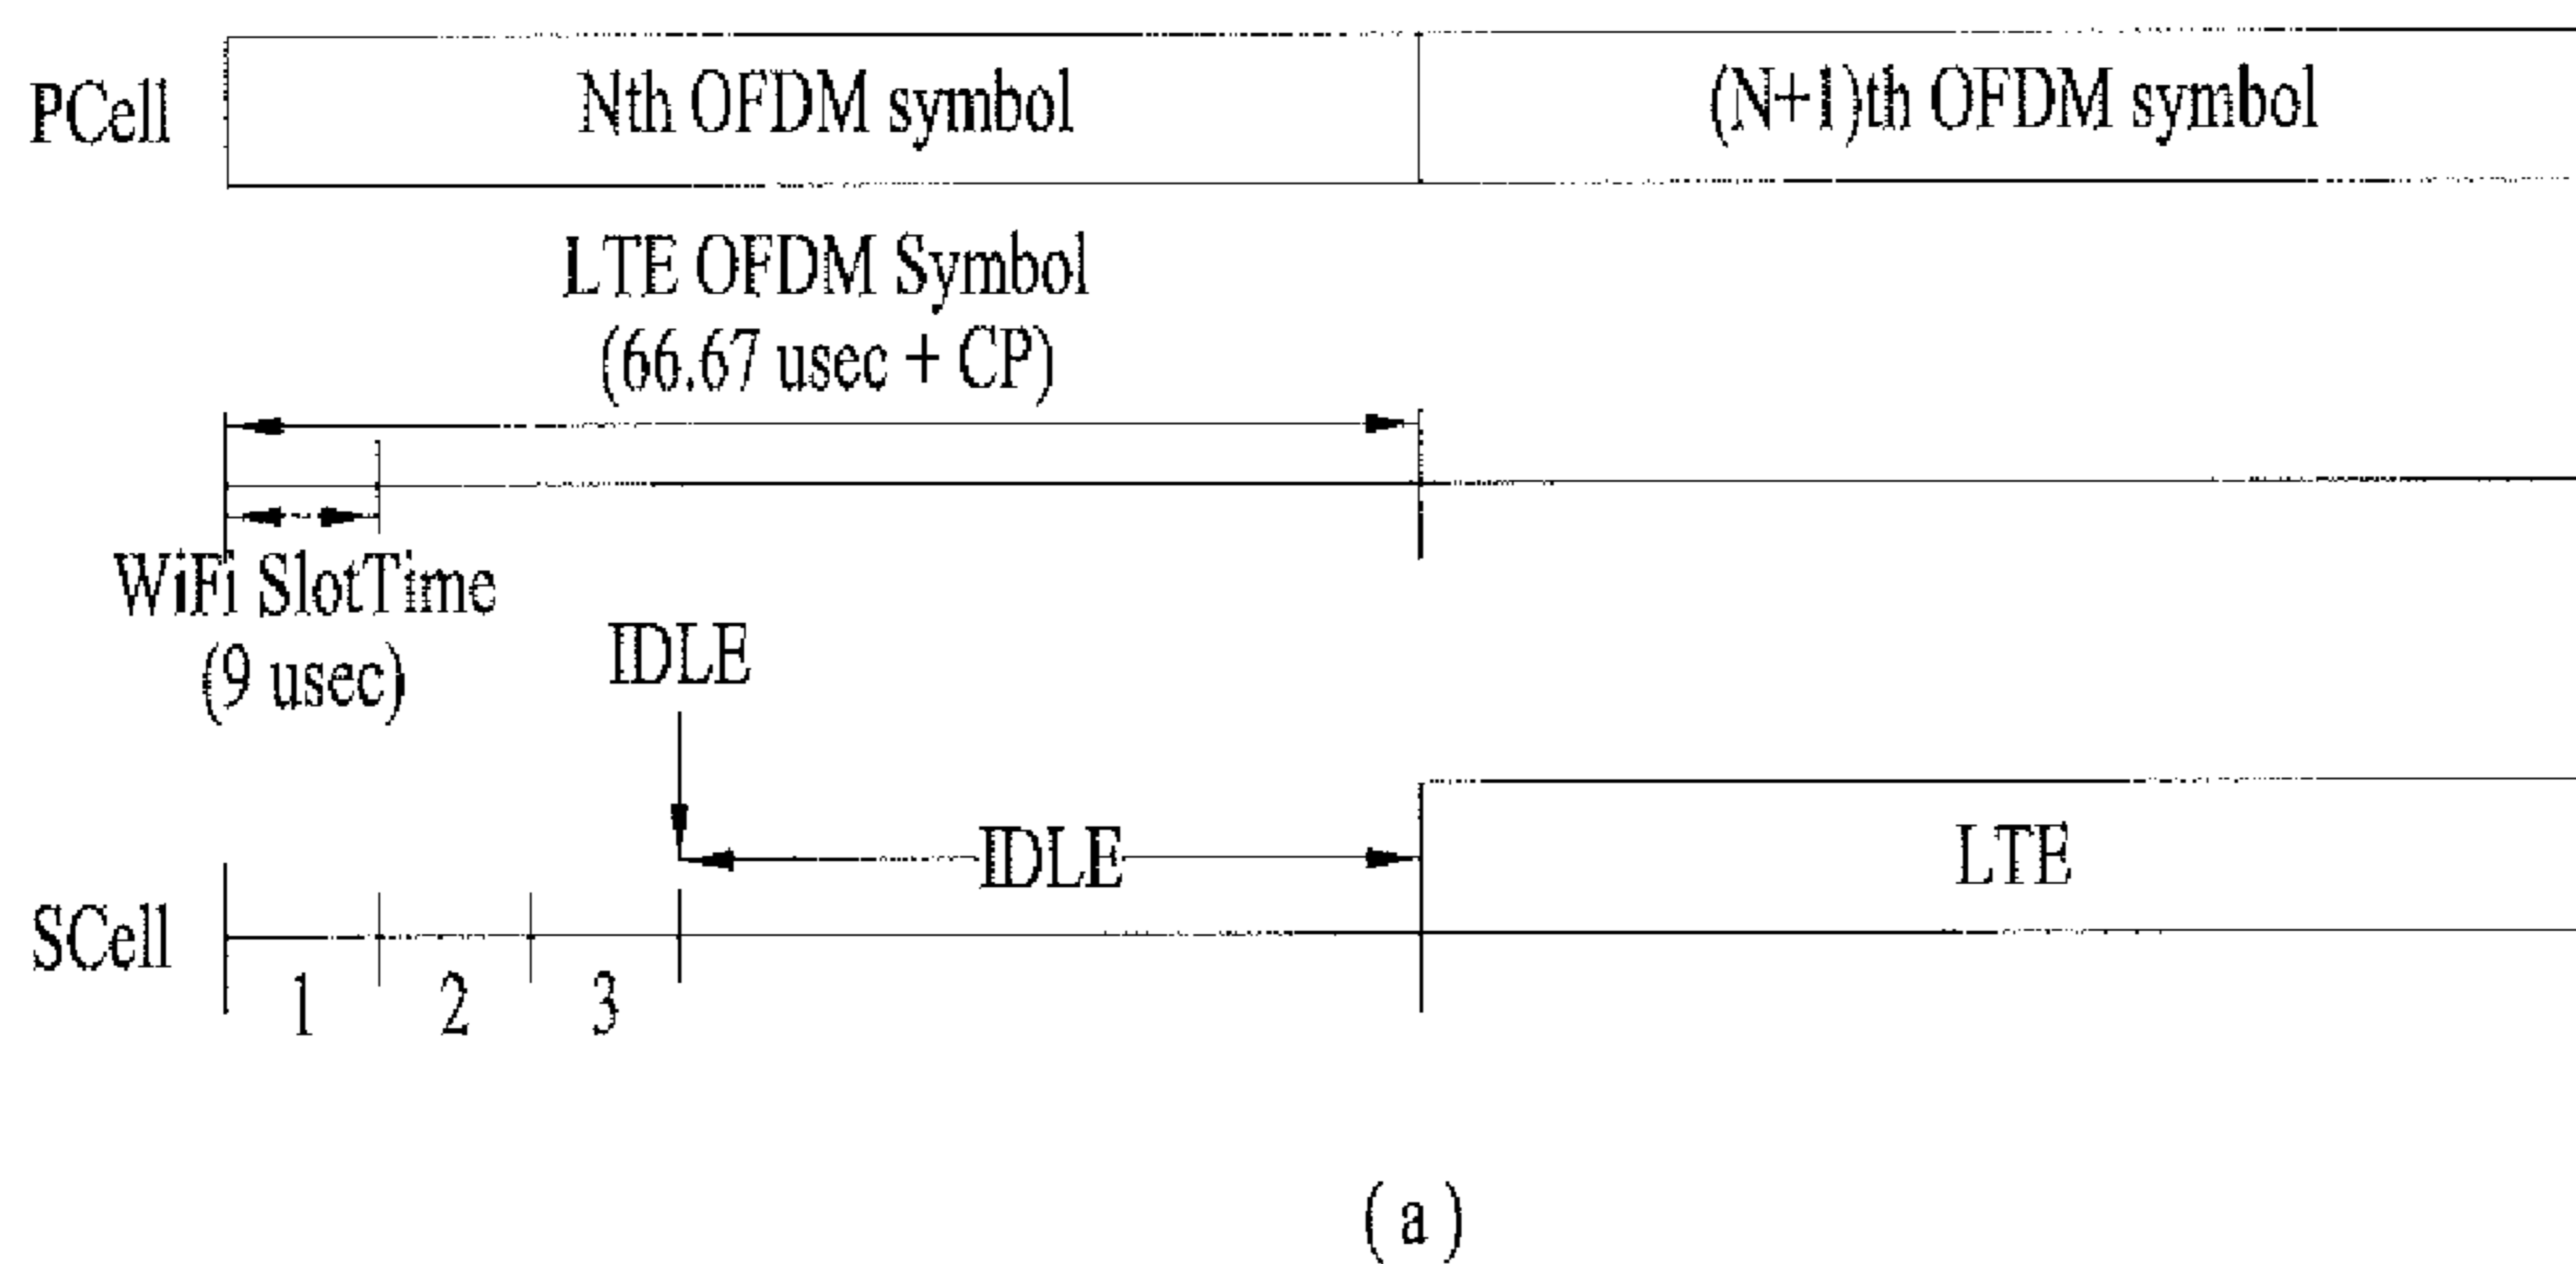 PCell
Nth OFDM symbol
(N+1)th OFDM symbol
LTE OFDM Symbol
(66.67 usec + CP)
WiFi SlotTime
(9 usec)
IDLE
IDLE
LTE
SCell
1
2
3
( a )